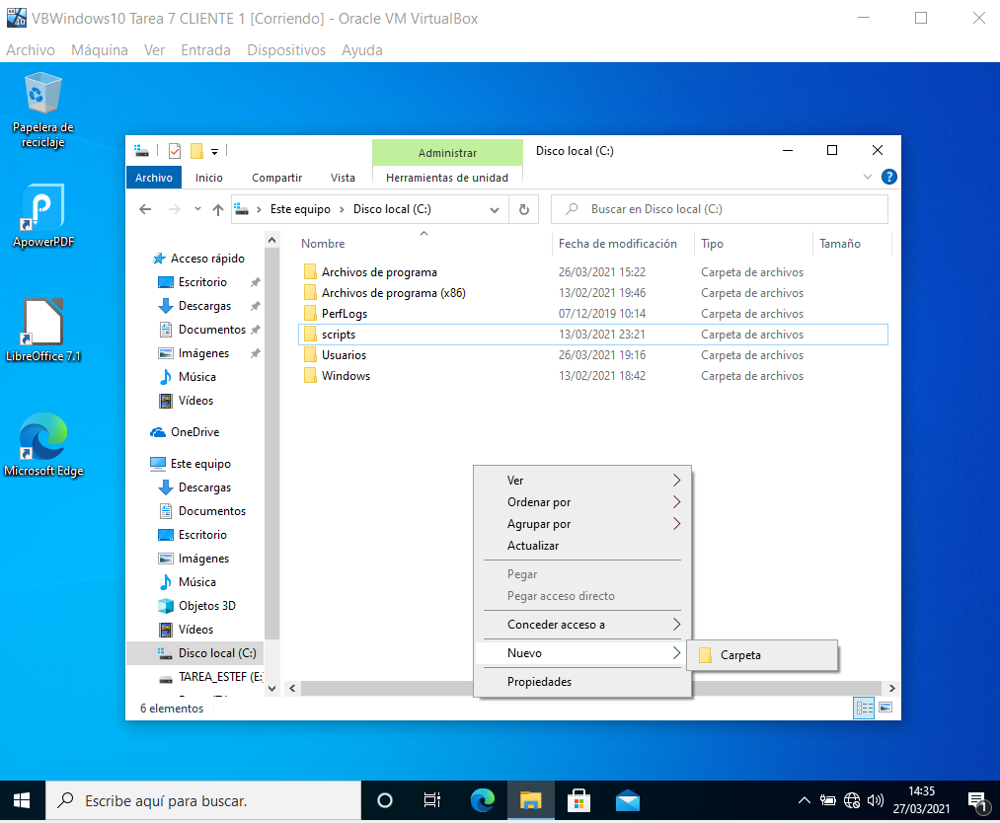 VBWindows10 Tarea 7 CLIENTE 1 [Corriendo] - Oracle VM VirtualBox
Archivo Máquina Ver Entrada Dispositivos Ayuda
Papelera de
reciclaje
ApowerPDF
LibreOffice 7.1
Microsoft Edge
Administrar
Disco local (C:)
Archivo Inicio Compartir Vista Herramientas de unidad
Este equipo Disco local (C:)
Buscar en Disco local (C:)
Nombre Fecha de modificación Tipo Tamaño
Archivos de programa 26/03/2021 15:22 Carpeta de archivos
Archivos de programa (x86) 13/02/2021 19:46 Carpeta de archivos
PerfLogs 07/12/2019 10:14 Carpeta de archivos
scripts 13/03/2021 23:21 Carpeta de archivos
Usuarios 26/03/2021 19:16 Carpeta de archivos
Windows 13/02/2021 18:42 Carpeta de archivos
Acceso rápido
Escritorio
Descargas
Documentos
Imágenes
Música
Vídeos
OneDrive
Este equipo
Descargas
Documentos
Escritorio
Imágenes
Música
Objetos 3D
Vídeos
Disco local (C:)
TAREA_ESTEF (E:
6 elementos
Ver
Ordenar por
Agrupar por
Actualizar
Pegar
Pegar acceso directo
Conceder acceso a
Nuevo
Carpeta
Propiedades
Escribe aquí para buscar.
14:35
27/03/2021
1